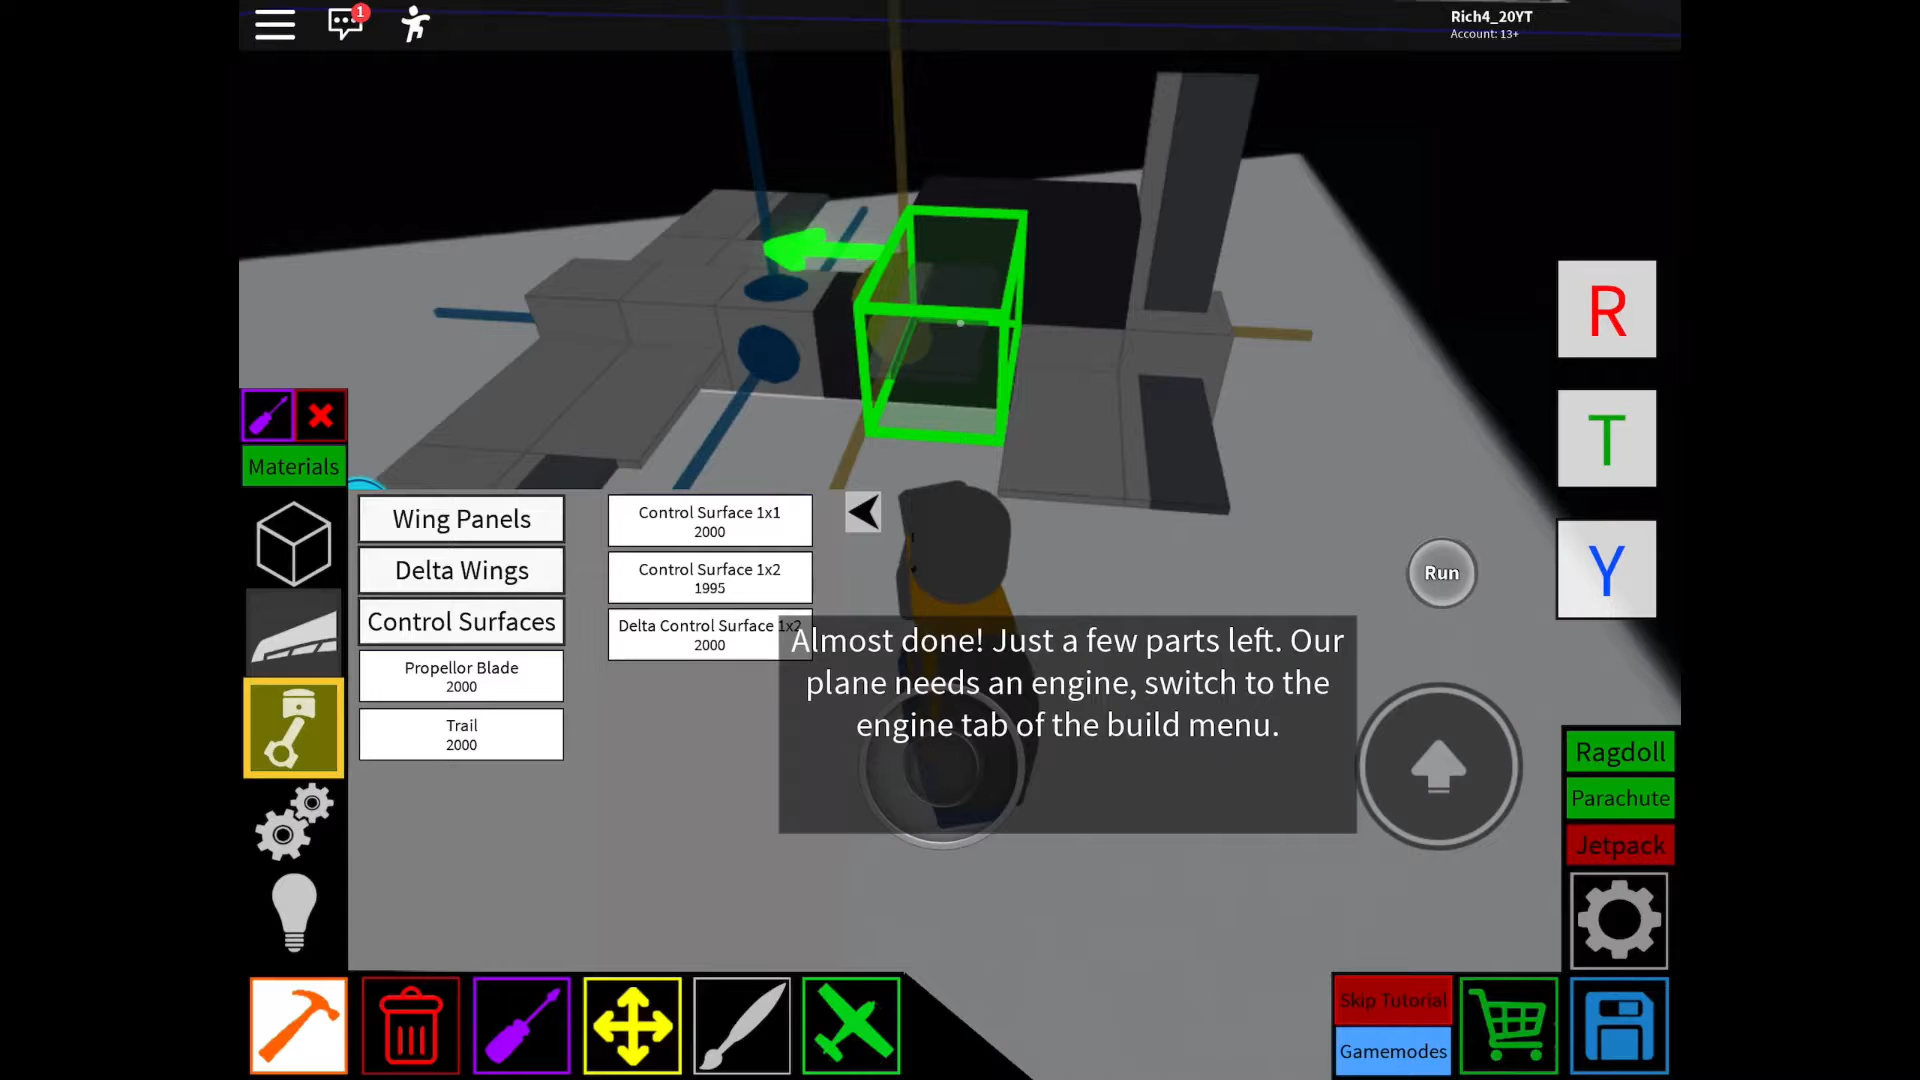 1
Rich4_20YT
Account: 13+
R
T
Y
Materials
Wing Panels
Delta Wings
Control Surfaces
Propellor Blade
2000
Trail
2000
Control Surface 1x1
2000
Control Surface 1x2
1995
Delta Control Surface 1x2
2000
Almost done! Just a few parts left. Our
plane needs an engine, switch to the
engine tab of the build menu.
Run
Ragdoll
Parachute
Jetpack
Skip Tutorial
Gamemodes